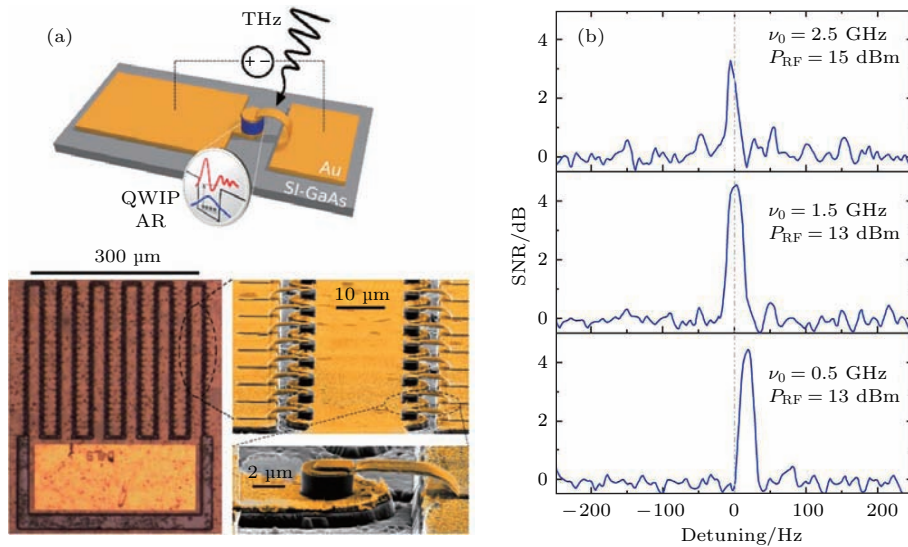 (a)
THz
+ −
Au
SI-GaAs
QWIP
AR
300 µm
10 µm
2 µm
(b)
ν0 = 2.5 GHz
PRF = 15 dBm
4
2
0
ν0 = 1.5 GHz
PRF = 13 dBm
4
2
0
SNR/dB
ν0 = 0.5 GHz
PRF = 13 dBm
4
2
0
−200 −100 0 100 200
Detuning/Hz